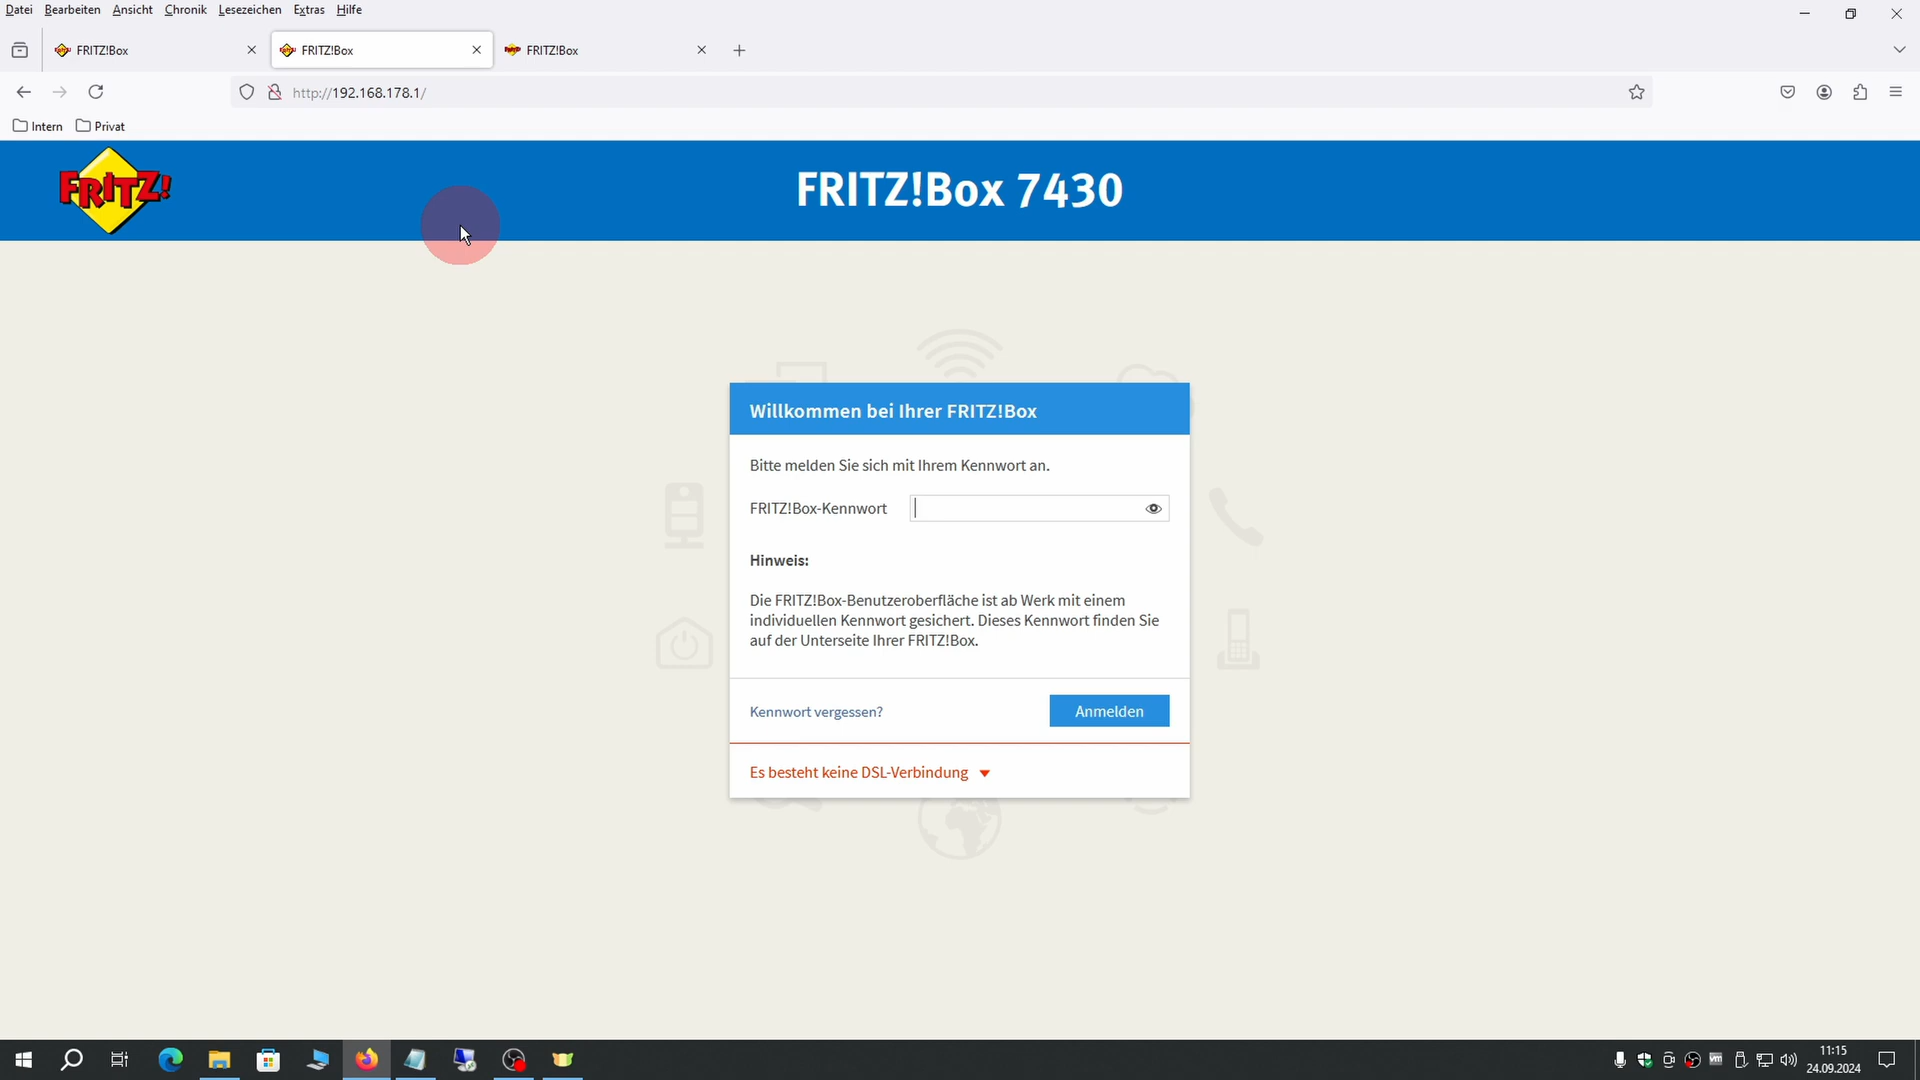 Datei Bearbeiten Ansicht Chronik Lesezeichen Extras Hilfe
FRITZ!Box FRITZ!Box FRITZ!Box
http://192.168.178.1/
Intern Privat
FRITZ!
FRITZ!Box 7430
Willkommen bei Ihrer FRITZ!Box
Bitte melden Sie sich mit Ihrem Kennwort an.
FRITZ!Box-Kennwort
Hinweis:
Die FRITZ!Box-Benutzeroberfläche ist ab Werk mit einem
individuellen Kennwort gesichert. Dieses Kennwort finden Sie
auf der Unterseite Ihrer FRITZ!Box.
Kennwort vergessen? Anmelden
Es besteht keine DSL-Verbindung
11:15
24.09.2024